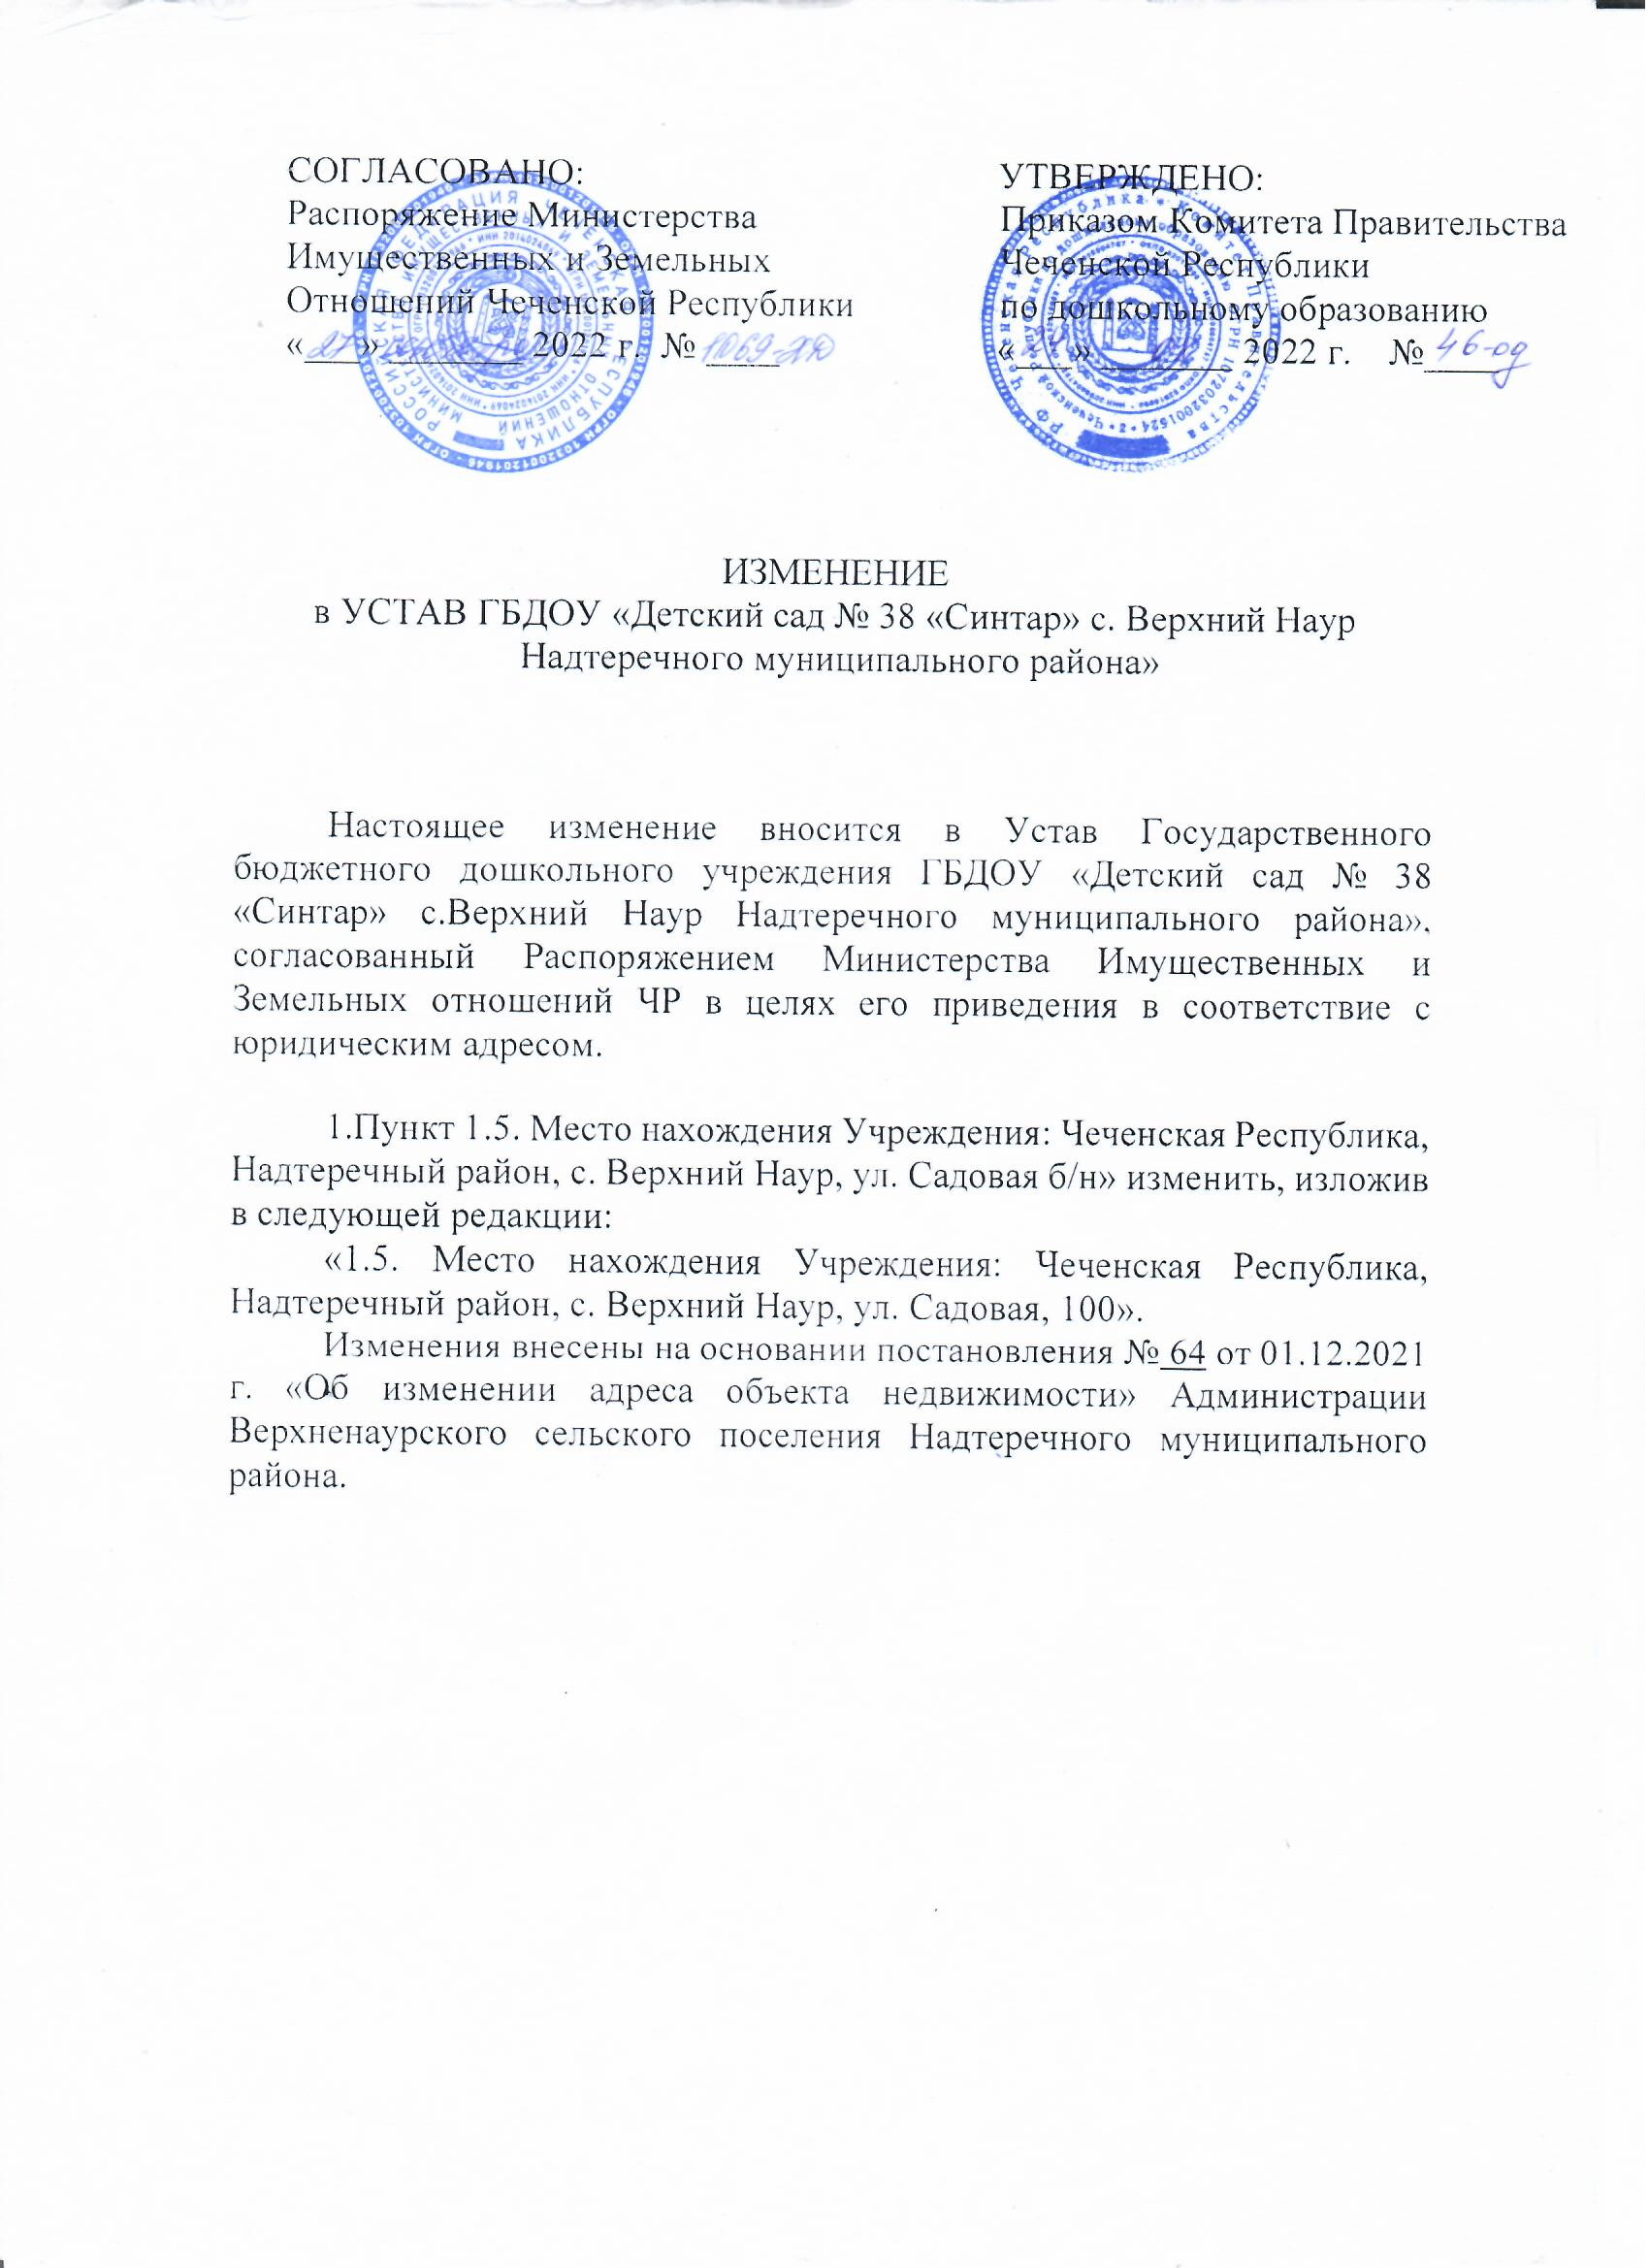 СОГЛАСОВАНО:
Распоряжение Министерства
Имущественных и Земельных
Отношений Чеченской Республики
«27» 2022 г. № 1069-ХД
УТВЕРЖДЕНО:
Приказом Комитета Правительства
Чеченской Республики
по дошкольному образованию
« » 2022 г. № 46-од
ИЗМЕНЕНИЕ
в УСТАВ ГБДОУ «Детский сад № 38 «Синтар» с. Верхний Наур
Надтеречного муниципального района»
Настоящее изменение вносится в Устав Государственного
бюджетного дошкольного учреждения ГБДОУ «Детский сад № 38
«Синтар» с.Верхний Наур Надтеречного муниципального района»,
согласованный Распоряжением Министерства Имущественных и
Земельных отношений ЧР в целях его приведения в соответствие с
юридическим адресом.
1.Пункт 1.5. Место нахождения Учреждения: Чеченская Республика,
Надтеречный район, с. Верхний Наур, ул. Садовая б/н» изменить, изложив
в следующей редакции:
«1.5. Место нахождения Учреждения: Чеченская Республика,
Надтеречный район, с. Верхний Наур, ул. Садовая, 100».
Изменения внесены на основании постановления № 64 от 01.12.2021
г. «Об изменении адреса объекта недвижимости» Администрации
Верхненаурского сельского поселения Надтеречного муниципального
района.